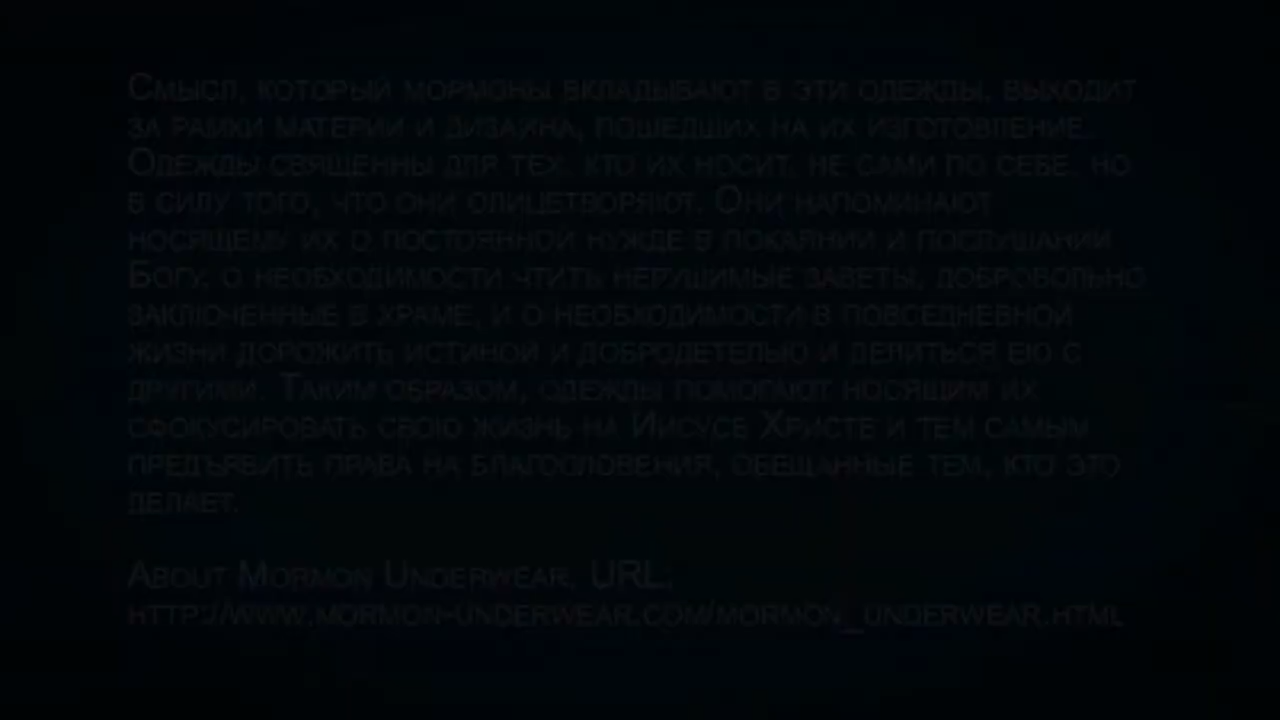 Смысл, который мормоны вкладывают в эти одежды, выходит
за рамки материи и дизайна, пошедших на их изготовление.
Одежды священны для тех, кто их носит, не сами по себе, но
в силу того, что они олицетворяют. Они напоминают
носящему их о постоянной нужде в покаянии и послушании
Богу, о необходимости чтить нерушимые заветы, добровольно
заключенные в храме, и о необходимости в повседневной
жизни дорожить истиной и добродетелью и делиться ею с
другими. Таким образом, одежды помогают носящим их
сфокусировать свою жизнь на Иисусе Христе и тем самым
предъявить права на благословения, обещанные тем, кто это
делает.
About Mormon Underwear. URL.
http://www.mormon-underwear.com/mormon_underwear.html